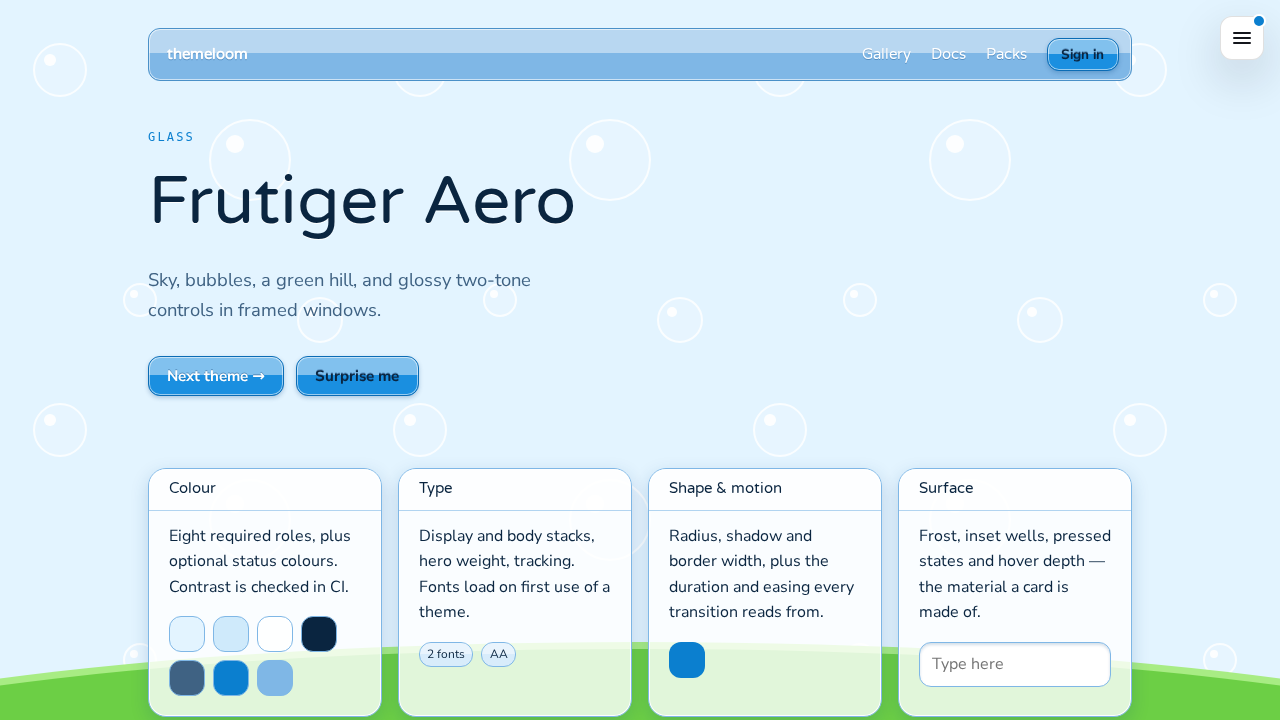 themeloom
Gallery Docs Packs Sign in
GLASS
Frutiger Aero
Sky, bubbles, a green hill, and glossy two-tone
controls in framed windows.
Next theme → Surprise me
Colour
Eight required roles, plus
optional status colours.
Contrast is checked in CI.
Type
Display and body stacks,
hero weight, tracking.
Fonts load on first use of a
theme.
2 fonts AA
Shape & motion
Radius, shadow and
border width, plus the
duration and easing every
transition reads from.
Surface
Frost, inset wells, pressed
states and hover depth —
the material a card is
made of.
Type here